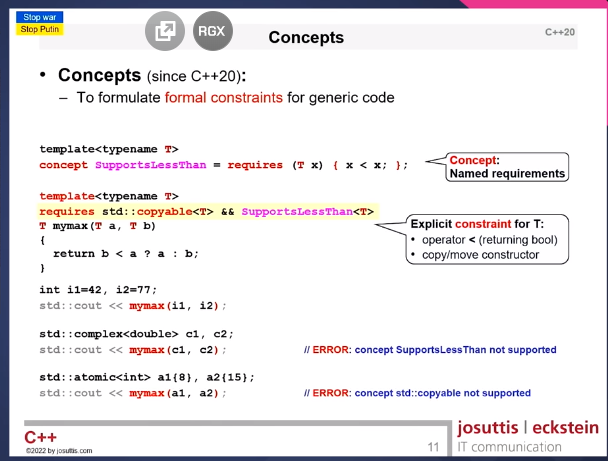 Stop war
Stop Putin
RGX
Concepts
C++20
• Concepts (since C++20):
– To formulate formal constraints for generic code
template<typename T>
concept SupportsLessThan = requires (T x) { x < x; };
Concept:
Named requirements
template<typename T>
requires std::copyable<T> && SupportsLessThan<T>
T mymax(T a, T b)
{
return b < a ? a : b;
}
Explicit constraint for T:
• operator < (returning bool)
• copy/move constructor
int i1=42, i2=77;
std::cout << mymax(i1, i2);
std::complex<double> c1, c2;
std::cout << mymax(c1, c2);
// ERROR: concept SupportsLessThan not supported
std::atomic<int> a1{8}, a2{15};
std::cout << mymax(a1, a2);
// ERROR: concept std::copyable not supported
C++
©2022 by josuttis.com
11
josuttis | eckstein
IT communication